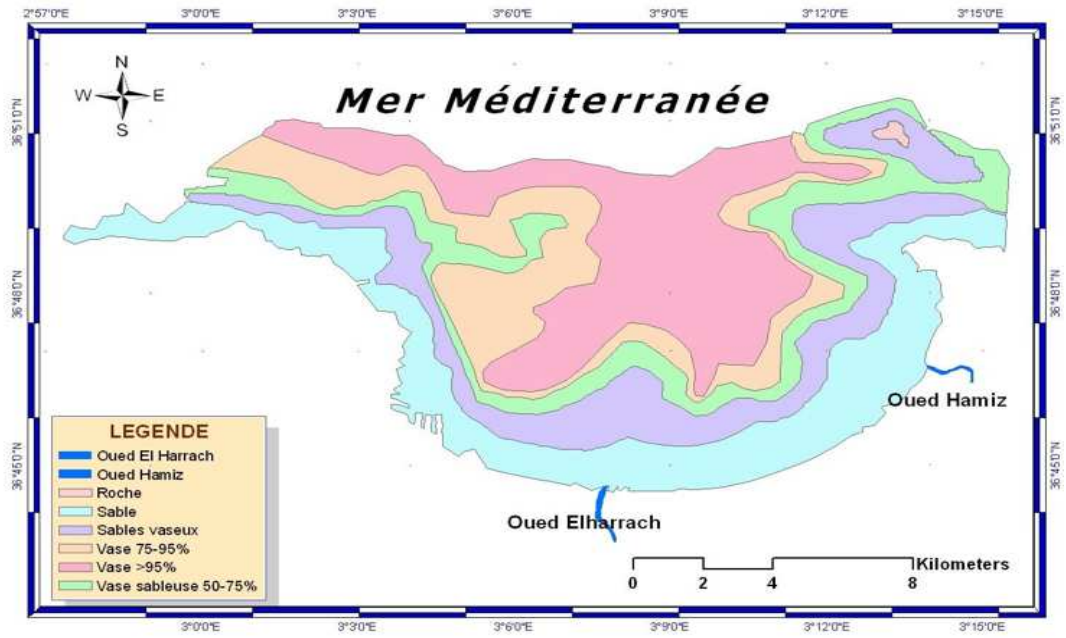 2°57'0"E 3°0'0"E 3°3'0"E 3°6'0"E 3°9'0"E 3°12'0"E 3°15'0"E
N
W E
S
Mer Méditerranée
36°51'0"N 36°51'0"N
36°48'0"N 36°48'0"N
36°45'0"N 36°45'0"N
Oued Hamiz
Oued Elharrach
LEGENDE
Oued El Harrach
Oued Hamiz
Roche
Sable
Sables vaseux
Vase 75-95%
Vase >95%
Vase sableuse 50-75%
Kilometers
0 2 4 8
2°57'0"E 3°0'0"E 3°3'0"E 3°6'0"E 3°9'0"E 3°12'0"E 3°15'0"E